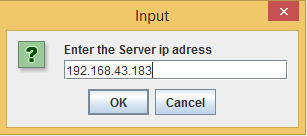 Input
Enter the Server ip adress
192.168.43.183
OK
Cancel